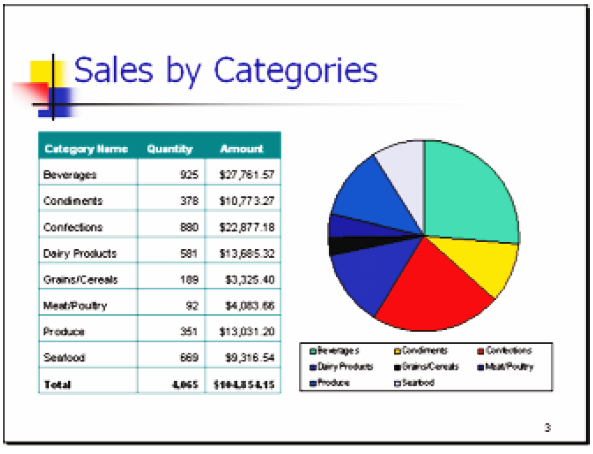 Sales by Categories
Category Name Quantity Amount
Beverages 925 $27,761.57
Condiments 378 $10,773.27
Confections 880 $22,877.18
Dairy Products 581 $13,685.32
Grains/Cereals 189 $3,325.40
Meat/Poultry 92 $4,083.66
Produce 351 $13,031.20
Seafood 669 $9,316.54
Total 4,065 $104,854.15
Beverages Condiments Confections
Dairy Products Grains/Cereals Meat/Poultry
Produce Seafood
3